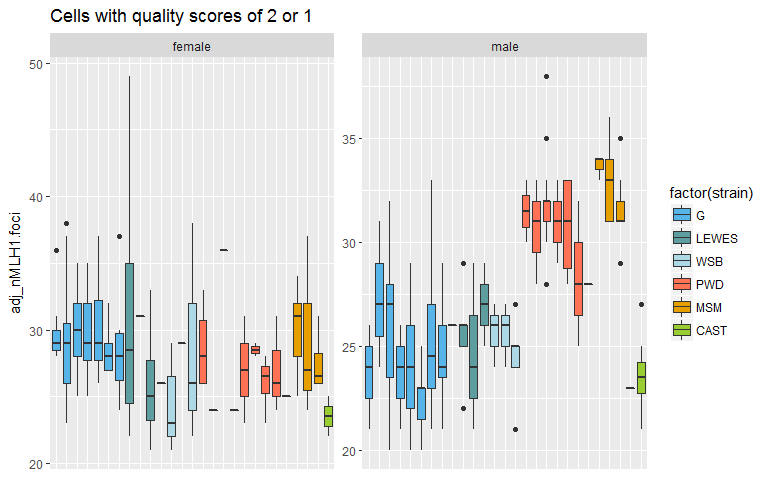 Cells with quality scores of 2 or 1
female
male
adj_nMLH1.foci
50
40
30
20
35
30
25
20
factor(strain)
G
LEWES
WSB
PWD
MSM
CAST